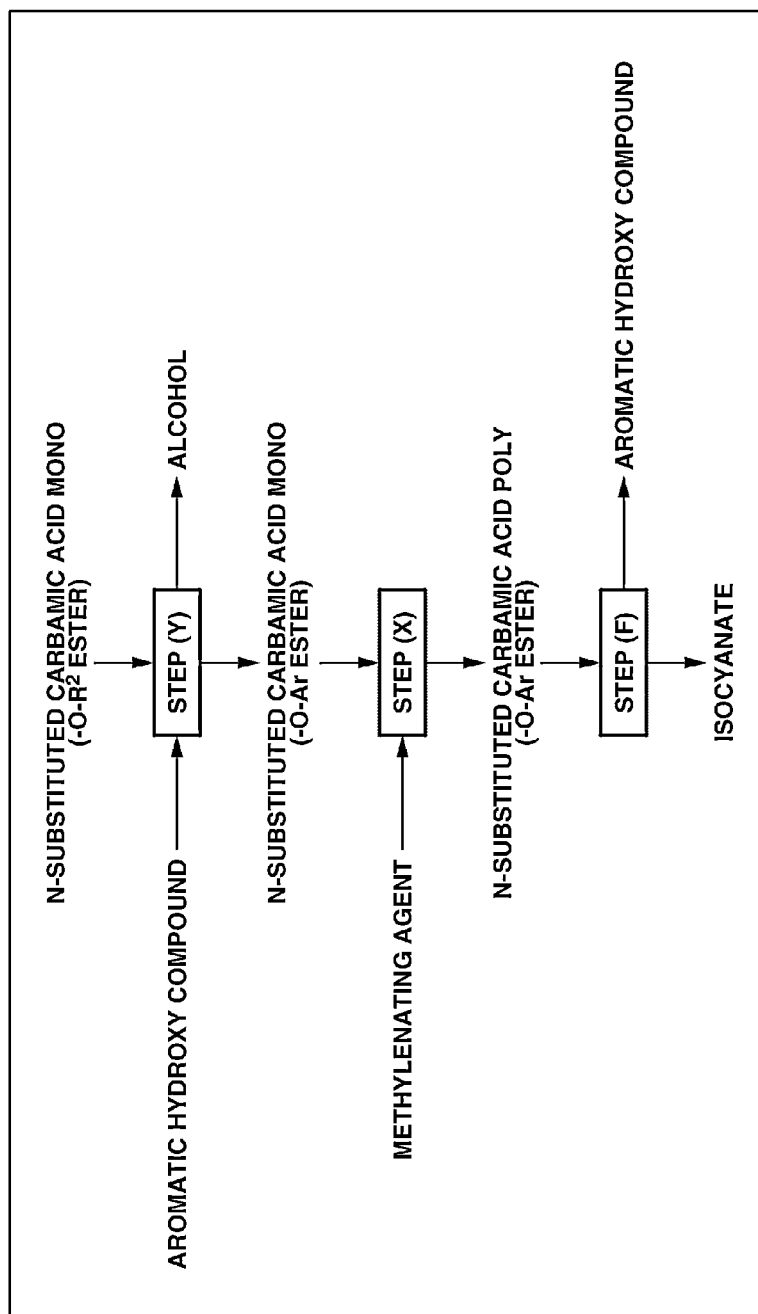 N-SUBSTITUTED CARBAMIC ACID MONO
(-O-R² ESTER)
AROMATIC HYDROXY COMPOUND
STEP (Y)
ALCOHOL
N-SUBSTITUTED CARBAMIC ACID MONO
(-O-Ar ESTER)
METHYLENATING AGENT
STEP (X)
N-SUBSTITUTED CARBAMIC ACID POLY
(-O-Ar ESTER)
STEP (F)
AROMATIC HYDROXY COMPOUND
ISOCYANATE